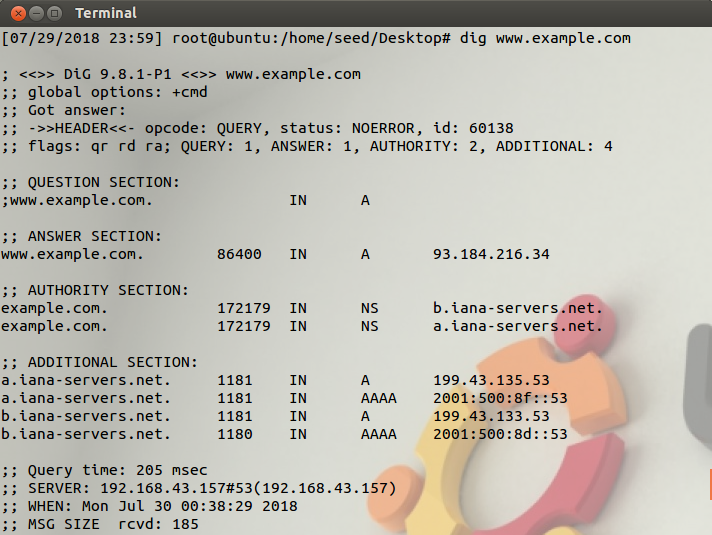 Terminal
[07/29/2018 23:59] root@ubuntu:/home/seed/Desktop# dig www.example.com
; <<>> DiG 9.8.1-P1 <<>> www.example.com
;; global options: +cmd
;; Got answer:
;; ->>HEADER<<- opcode: QUERY, status: NOERROR, id: 60138
;; flags: qr rd ra; QUERY: 1, ANSWER: 1, AUTHORITY: 2, ADDITIONAL: 4
;; QUESTION SECTION:
;www.example.com. IN A
;; ANSWER SECTION:
www.example.com. 86400 IN A 93.184.216.34
;; AUTHORITY SECTION:
example.com. 172179 IN NS b.iana-servers.net.
example.com. 172179 IN NS a.iana-servers.net.
;; ADDITIONAL SECTION:
a.iana-servers.net. 1181 IN A 199.43.135.53
a.iana-servers.net. 1181 IN AAAA 2001:500:8f::53
b.iana-servers.net. 1181 IN A 199.43.133.53
b.iana-servers.net. 1180 IN AAAA 2001:500:8d::53
;; Query time: 205 msec
;; SERVER: 192.168.43.157#53(192.168.43.157)
;; WHEN: Mon Jul 30 00:38:29 2018
;; MSG SIZE rcvd: 185